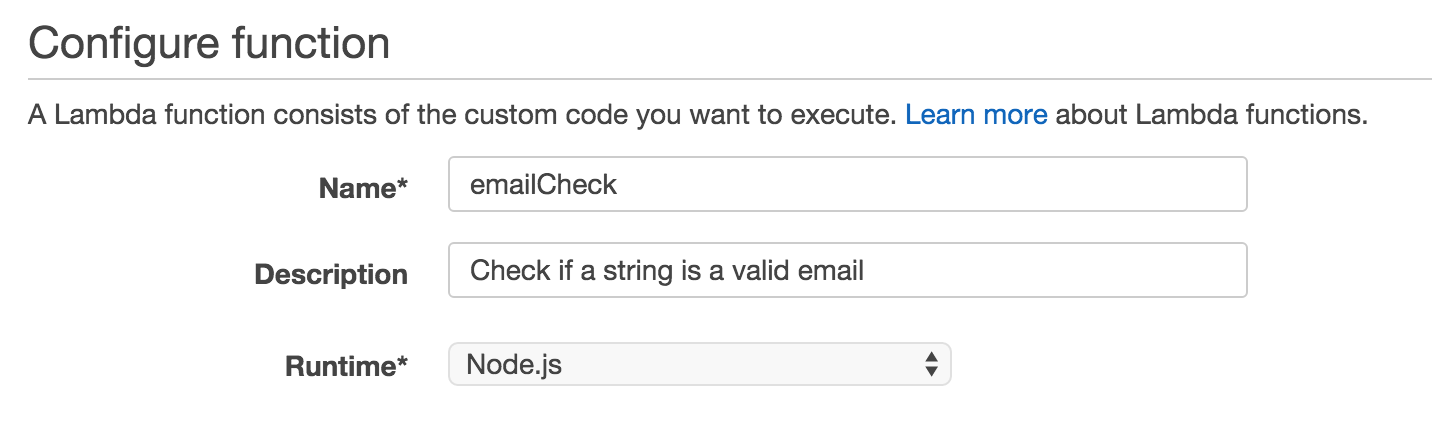 Configure function
A Lambda function consists of the custom code you want to execute. Learn more about Lambda functions.
Name* emailCheck
Description Check if a string is a valid email
Runtime* Node.js